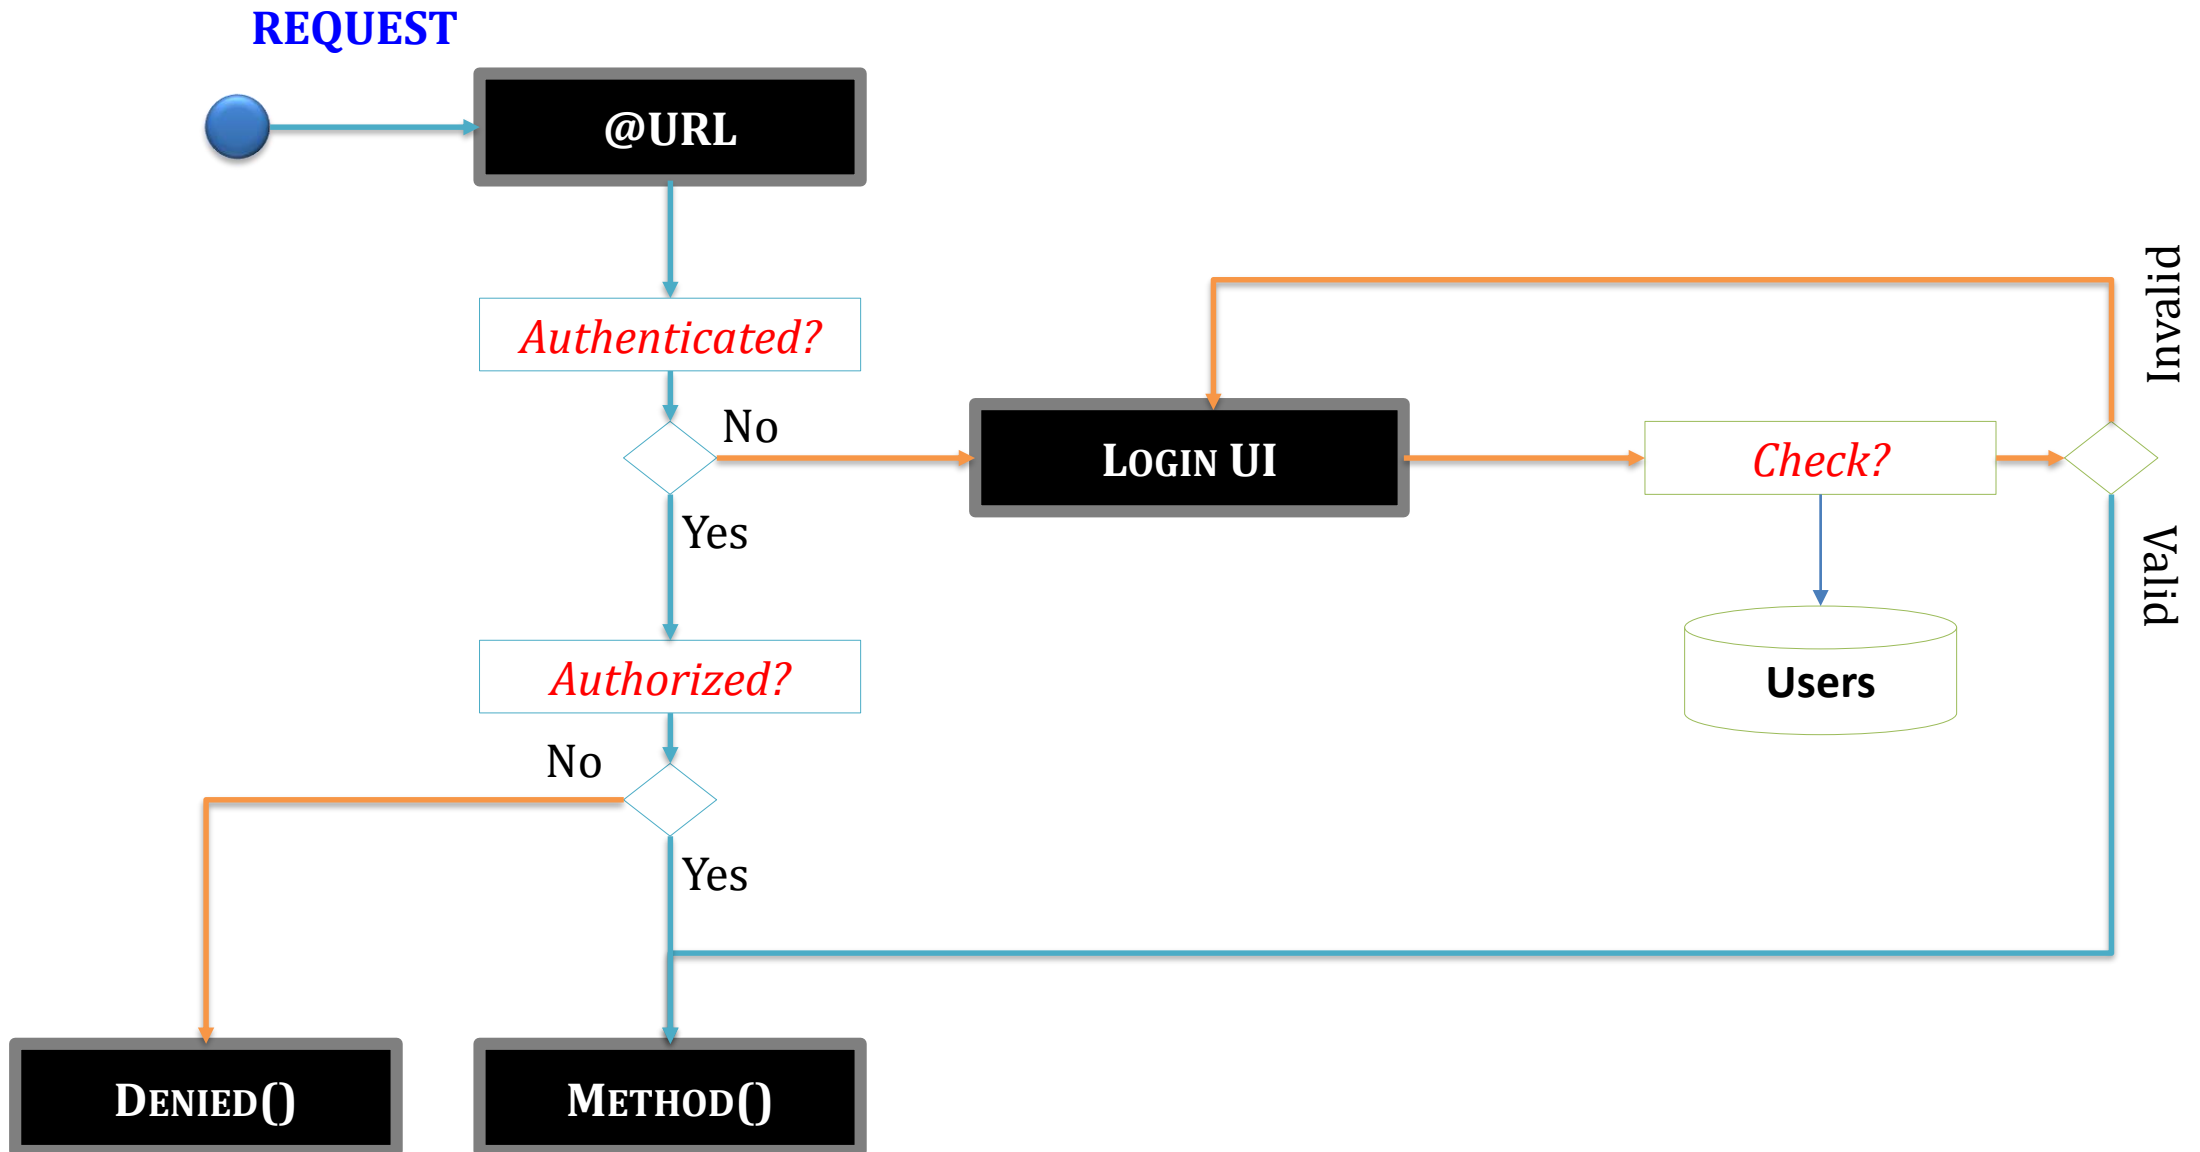 REQUEST
@URL
Authenticated?
No
Yes
LOGIN UI
Check?
Invalid
Valid
Users
Authorized?
No
Yes
DENIED()
METHOD()